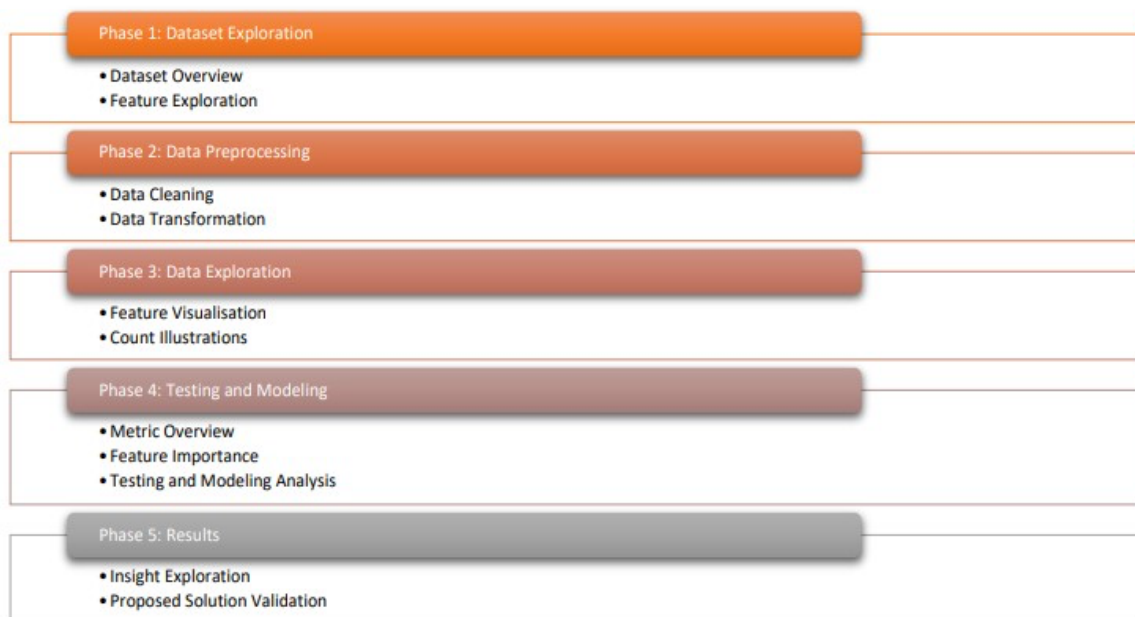 Phase 1: Dataset Exploration
• Dataset Overview
• Feature Exploration
Phase 2: Data Preprocessing
• Data Cleaning
• Data Transformation
Phase 3: Data Exploration
• Feature Visualisation
• Count Illustrations
Phase 4: Testing and Modeling
• Metric Overview
• Feature Importance
• Testing and Modeling Analysis
Phase 5: Results
• Insight Exploration
• Proposed Solution Validation